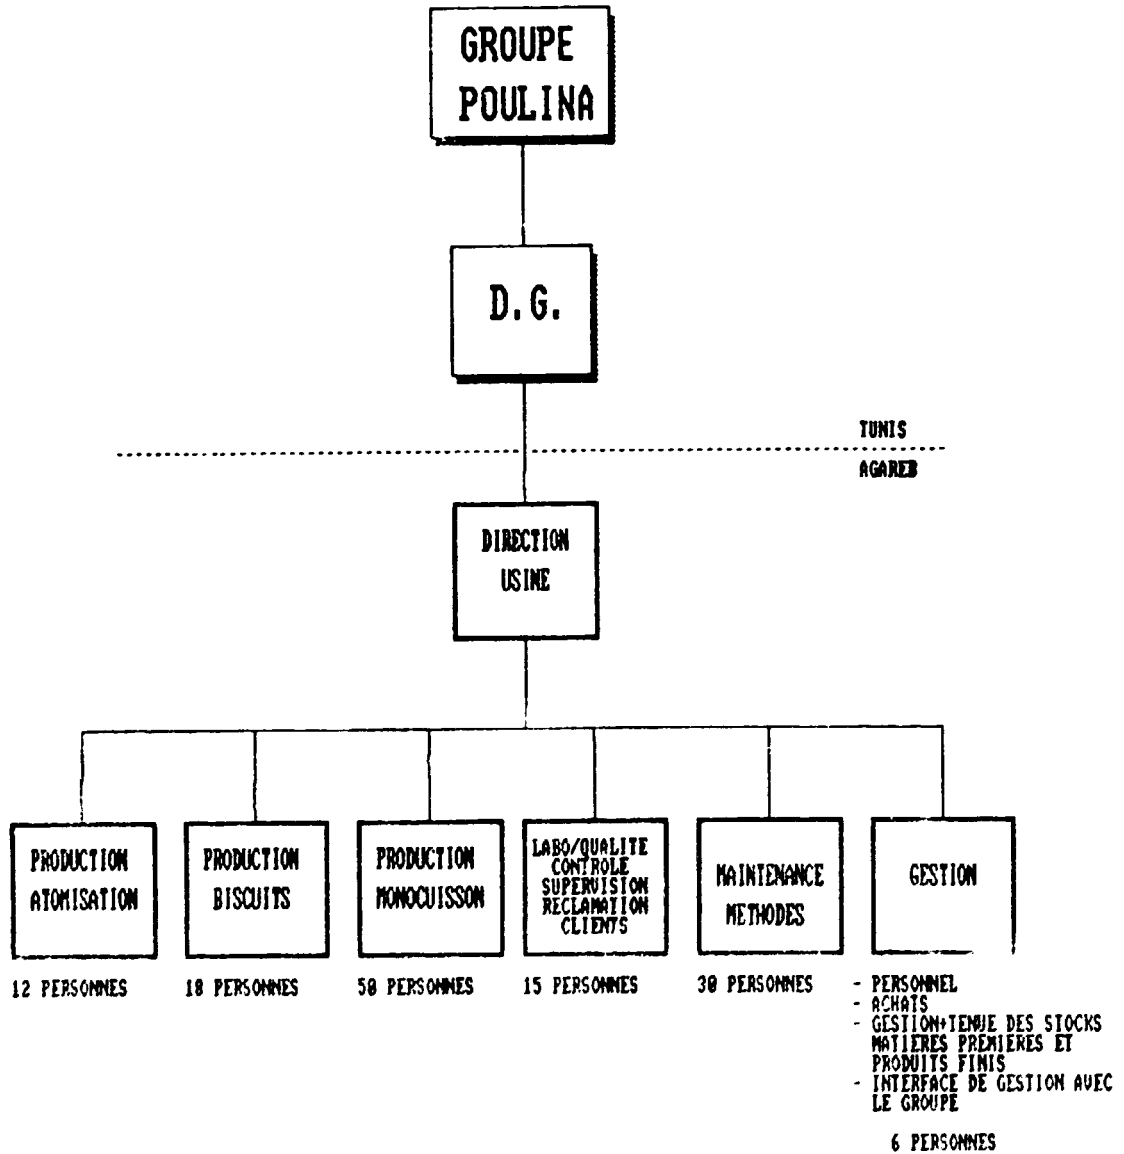 GROUPE
POULINA
D.G.
TUNIS
AGAREB
DIRECTION
USINE
PRODUCTION
ATOMISATION
12 PERSONNES
PRODUCTION
BISCUITS
18 PERSONNES
PRODUCTION
MONOCUISSON
50 PERSONNES
LABO/QUALITE
CONTROLE
SUPERVISION
RECLAMATION
CLIENTS
15 PERSONNES
MAINTENANCE
METHODES
30 PERSONNES
GESTION
- PERSONNEL
- ACHATS
- GESTION+TENUE DES STOCKS
MATIERES PREMIERES ET
PRODUITS FINIS
- INTERFACE DE GESTION AVEC
LE GROUPE
6 PERSONNES